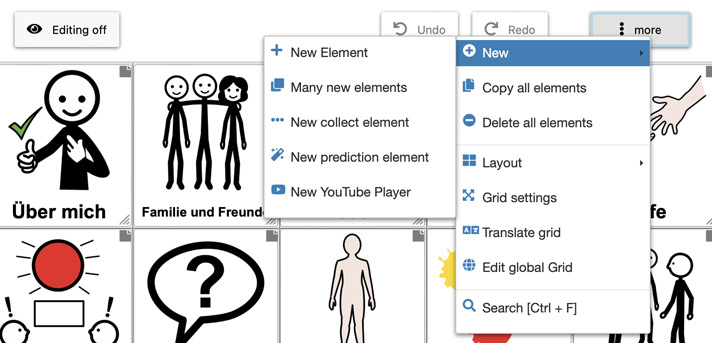 Editing off
Undo
Redo
more
New Element
Many new elements
New collect element
New prediction element
New YouTube Player
New
Copy all elements
Delete all elements
Layout
Grid settings
Translate grid
Edit global Grid
Search [Ctrl + F]
Über mich
Familie und Freunde
?